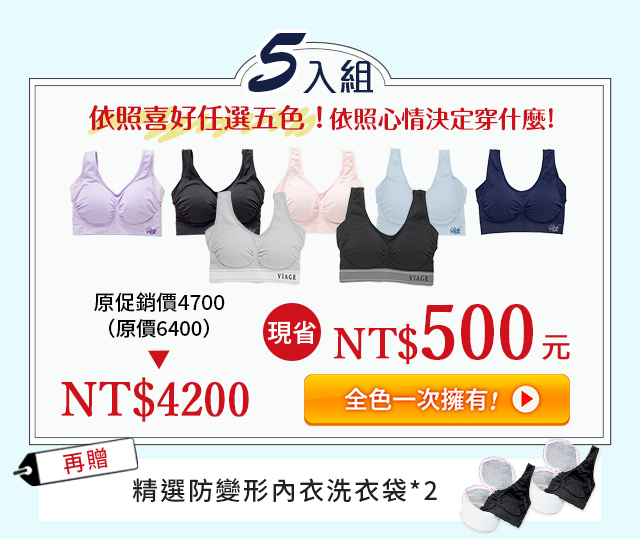 5入組
依照喜好任選五色！依照心情決定穿什麼!
VIAGE
VIAGE
原促銷價4700
（原價6400）
NT$4200
現省 NT$500元
全色一次擁有!
再贈
精選防變形內衣洗衣袋*2